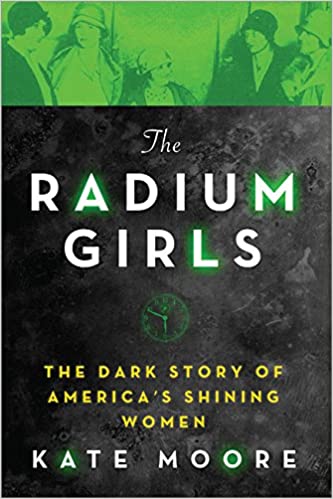 The
RADIUM
GIRLS
THE DARK STORY OF
AMERICA'S SHINING
WOMEN
KATE MOORE